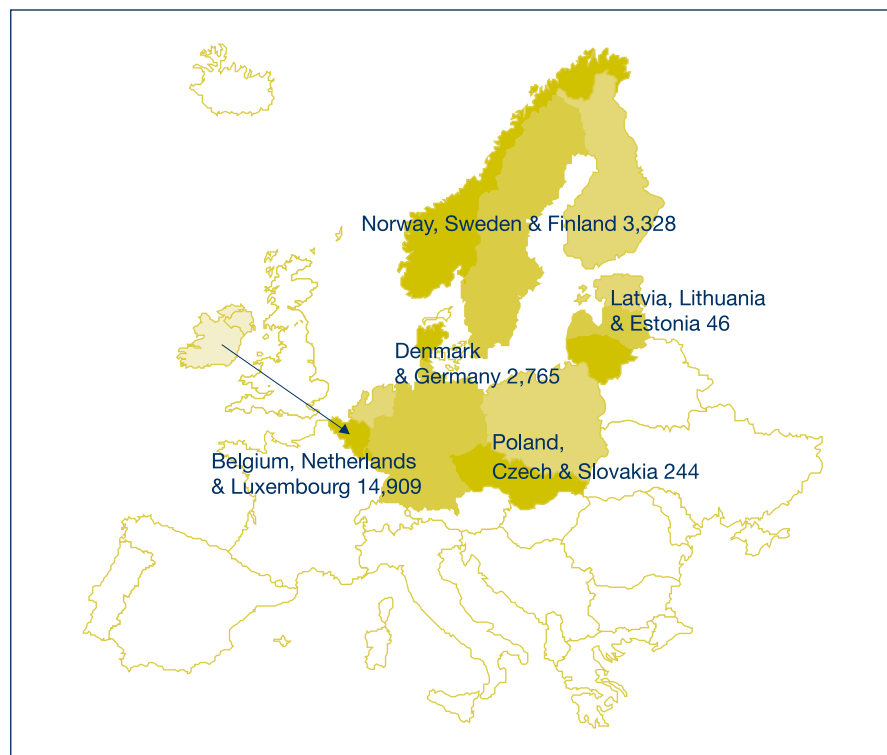 Norway, Sweden & Finland 3,328
Latvia, Lithuania
& Estonia 46
Denmark
& Germany 2,765
Poland,
Czech & Slovakia 244
Belgium, Netherlands
& Luxembourg 14,909